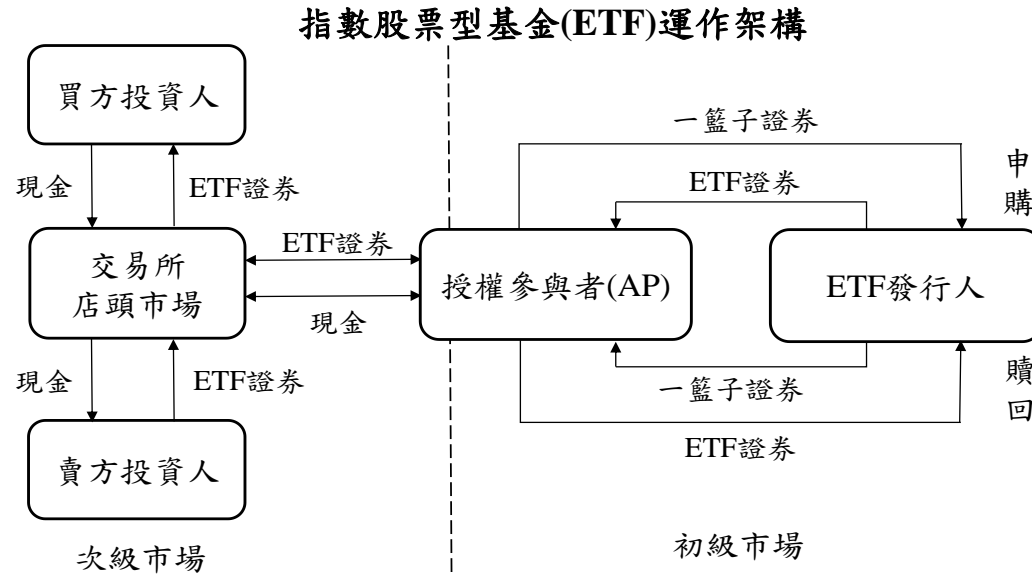 指數股票型基金(ETF)運作架構
買方投資人
現金
ETF證券
交易所
店頭市場
現金
ETF證券
賣方投資人
次級市場
ETF證券
現金
授權參與者(AP)
一籃子證券
ETF證券
ETF發行人
一籃子證券
ETF證券
申
購
贖
回
初級市場